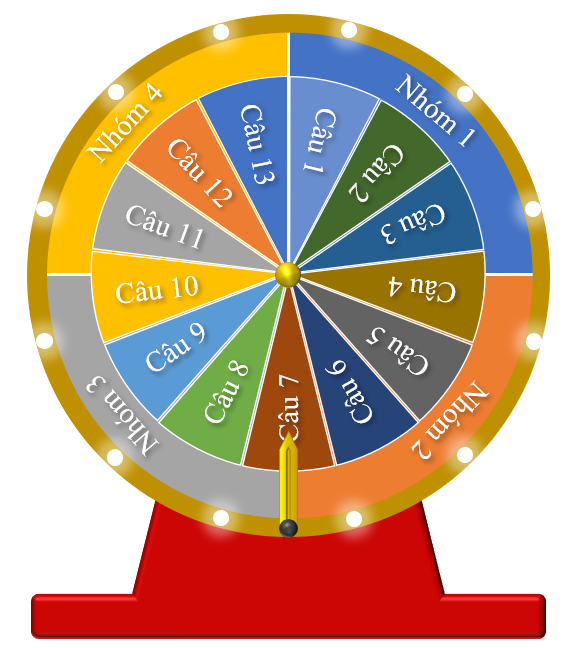 Nhóm 1
Nhóm 2
Nhóm 3
Nhóm 4
Câu 1
Câu 2
Câu 3
Câu 4
Câu 5
Câu 6
Câu 7
Câu 8
Câu 9
Câu 10
Câu 11
Câu 12
Câu 13